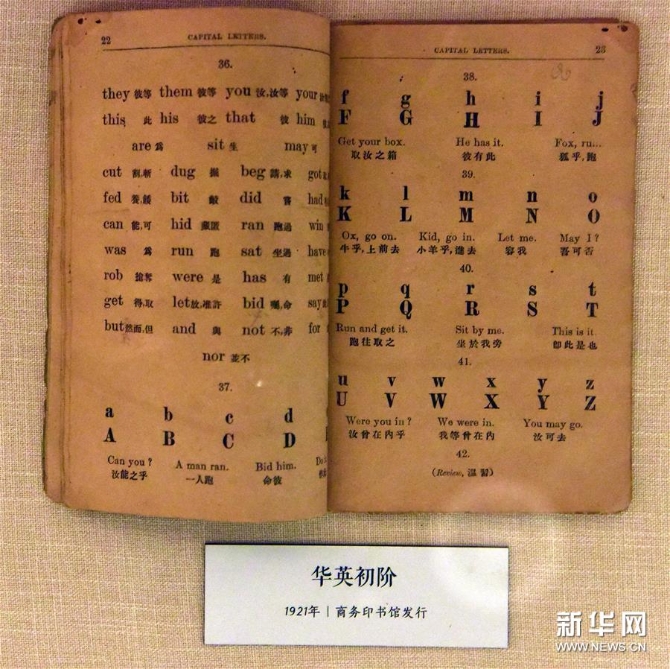 22 CAPITAL LETTERS.
36.
they 彼等 them 彼等 you 汝,汝等 your
this 此 his 彼之 that 彼 him
are 爲 sit 坐 may 可
cut 割,斬 dug 掘 beg 請,求 got
fed 養,餧 bit 齩 did 嘗 had
can 能,可 hid 藏匿 ran 跑過 win
was 爲 run 跑 sat 坐過 have
rob 搶奪 were 是 has 有 met
get 得,取 let 放,准許 bid 囑,命 say
but 然而,但 and 與 not 不,弗 for
nor 並不
37.
a b c d
A B C D
Can you? A man ran. Bid him.
汝能之乎 一人跑 命彼
CAPITAL LETTERS. 23
38.
f g h i j
F G H I J
Get your box. He has it. Fox, ru...
取汝之箱 彼有此 狐乎,跑
39.
k l m n o
K L M N O
Ox, go on. Kid, go in. Let me. May I?
牛乎,上前去 小羊乎,進去 容我 吾可否
40.
p q r s t
P Q R S T
Run and get it. Sit by me. This is it.
跑往取之 坐於我旁 卽此是也
41.
u v w x y z
U V W X Y Z
Were you in? We were in. You may go.
汝曾在內乎 我等曾在內 汝可去
42.
(Review, 溫習)
华英初阶
1921年 | 商务印书馆发行
新华网
WWW.NEWS.CN